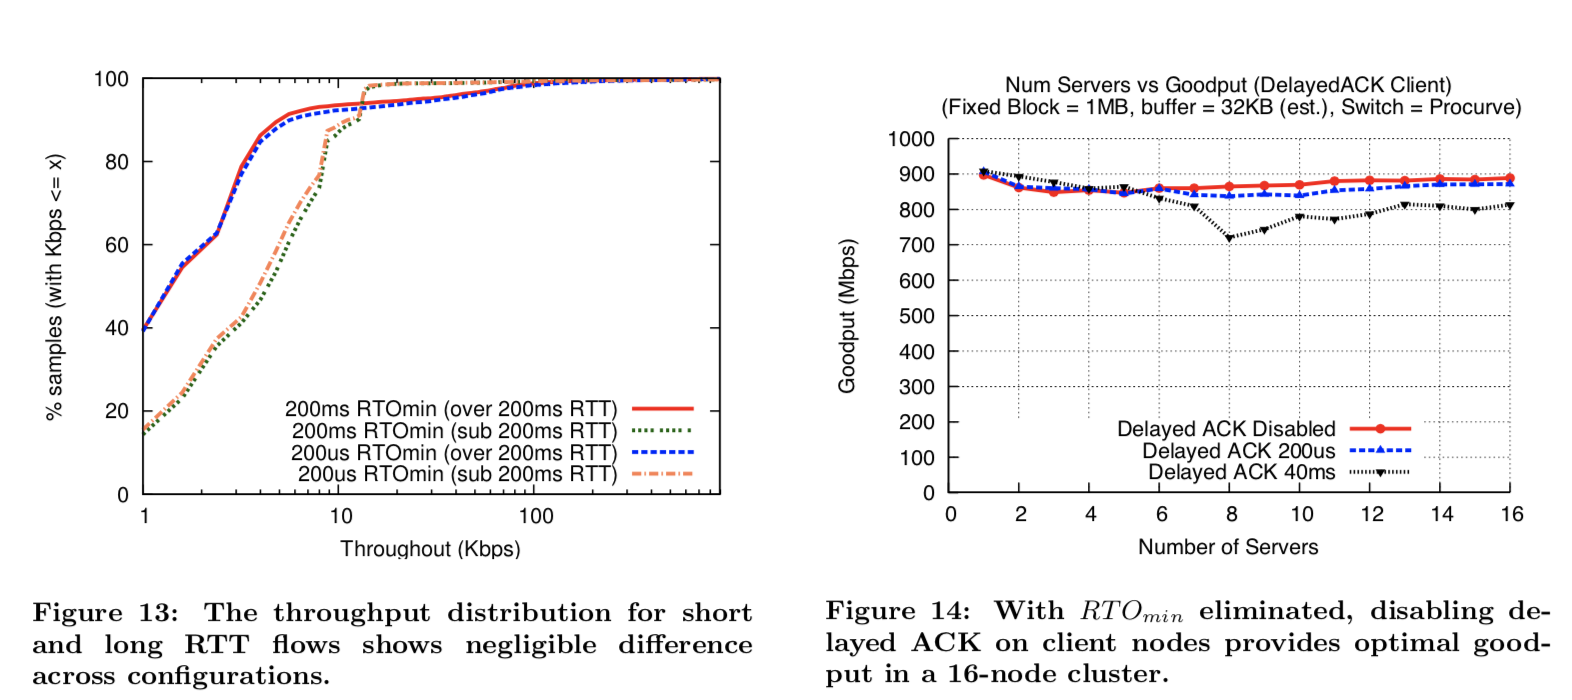 100
80
60
40
20
0
% samples (with Kbps <= x)
200ms RTOmin (over 200ms RTT)
200ms RTOmin (sub 200ms RTT)
200us RTOmin (over 200ms RTT)
200us RTOmin (sub 200ms RTT)
1 10 100
Throughout (Kbps)
Figure 13: The throughput distribution for short
and long RTT flows shows negligible difference
across configurations.
Num Servers vs Goodput (DelayedACK Client)
(Fixed Block = 1MB, buffer = 32KB (est.), Switch = Procurve)
1000
900
800
700
600
500
400
300
200
100
0
Goodput (Mbps)
Delayed ACK Disabled
Delayed ACK 200us
Delayed ACK 40ms
0 2 4 6 8 10 12 14 16
Number of Servers
Figure 14: With RTOmin eliminated, disabling de-
layed ACK on client nodes provides optimal good-
put in a 16-node cluster.